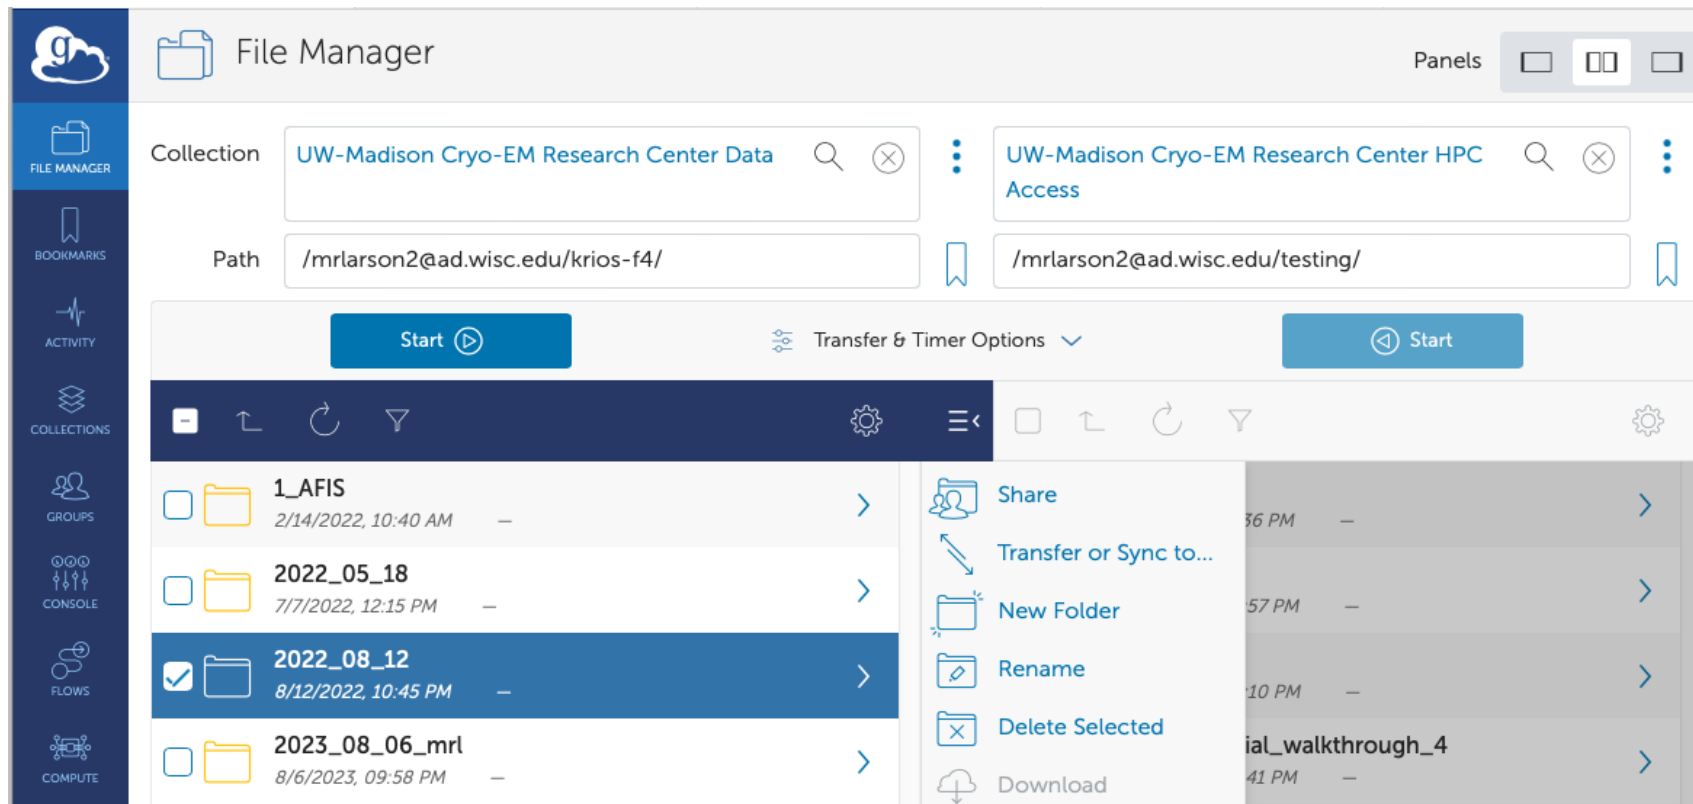 g
File Manager
Panels
FILE MANAGER
BOOKMARKS
ACTIVITY
COLLECTIONS
GROUPS
CONSOLE
FLOWS
COMPUTE
Collection
UW-Madison Cryo-EM Research Center Data
UW-Madison Cryo-EM Research Center HPC
Access
Path
/mrlarson2@ad.wisc.edu/krios-f4/
/mrlarson2@ad.wisc.edu/testing/
Start
Transfer & Timer Options
Start
1_AFIS
2/14/2022, 10:40 AM —
2022_05_18
7/7/2022, 12:15 PM —
2022_08_12
8/12/2022, 10:45 PM —
2023_08_06_mrl
8/6/2023, 09:58 PM —
Share
Transfer or Sync to...
New Folder
Rename
Delete Selected
Download
36 PM —
:57 PM —
:10 PM —
ial_walkthrough_4
41 PM —